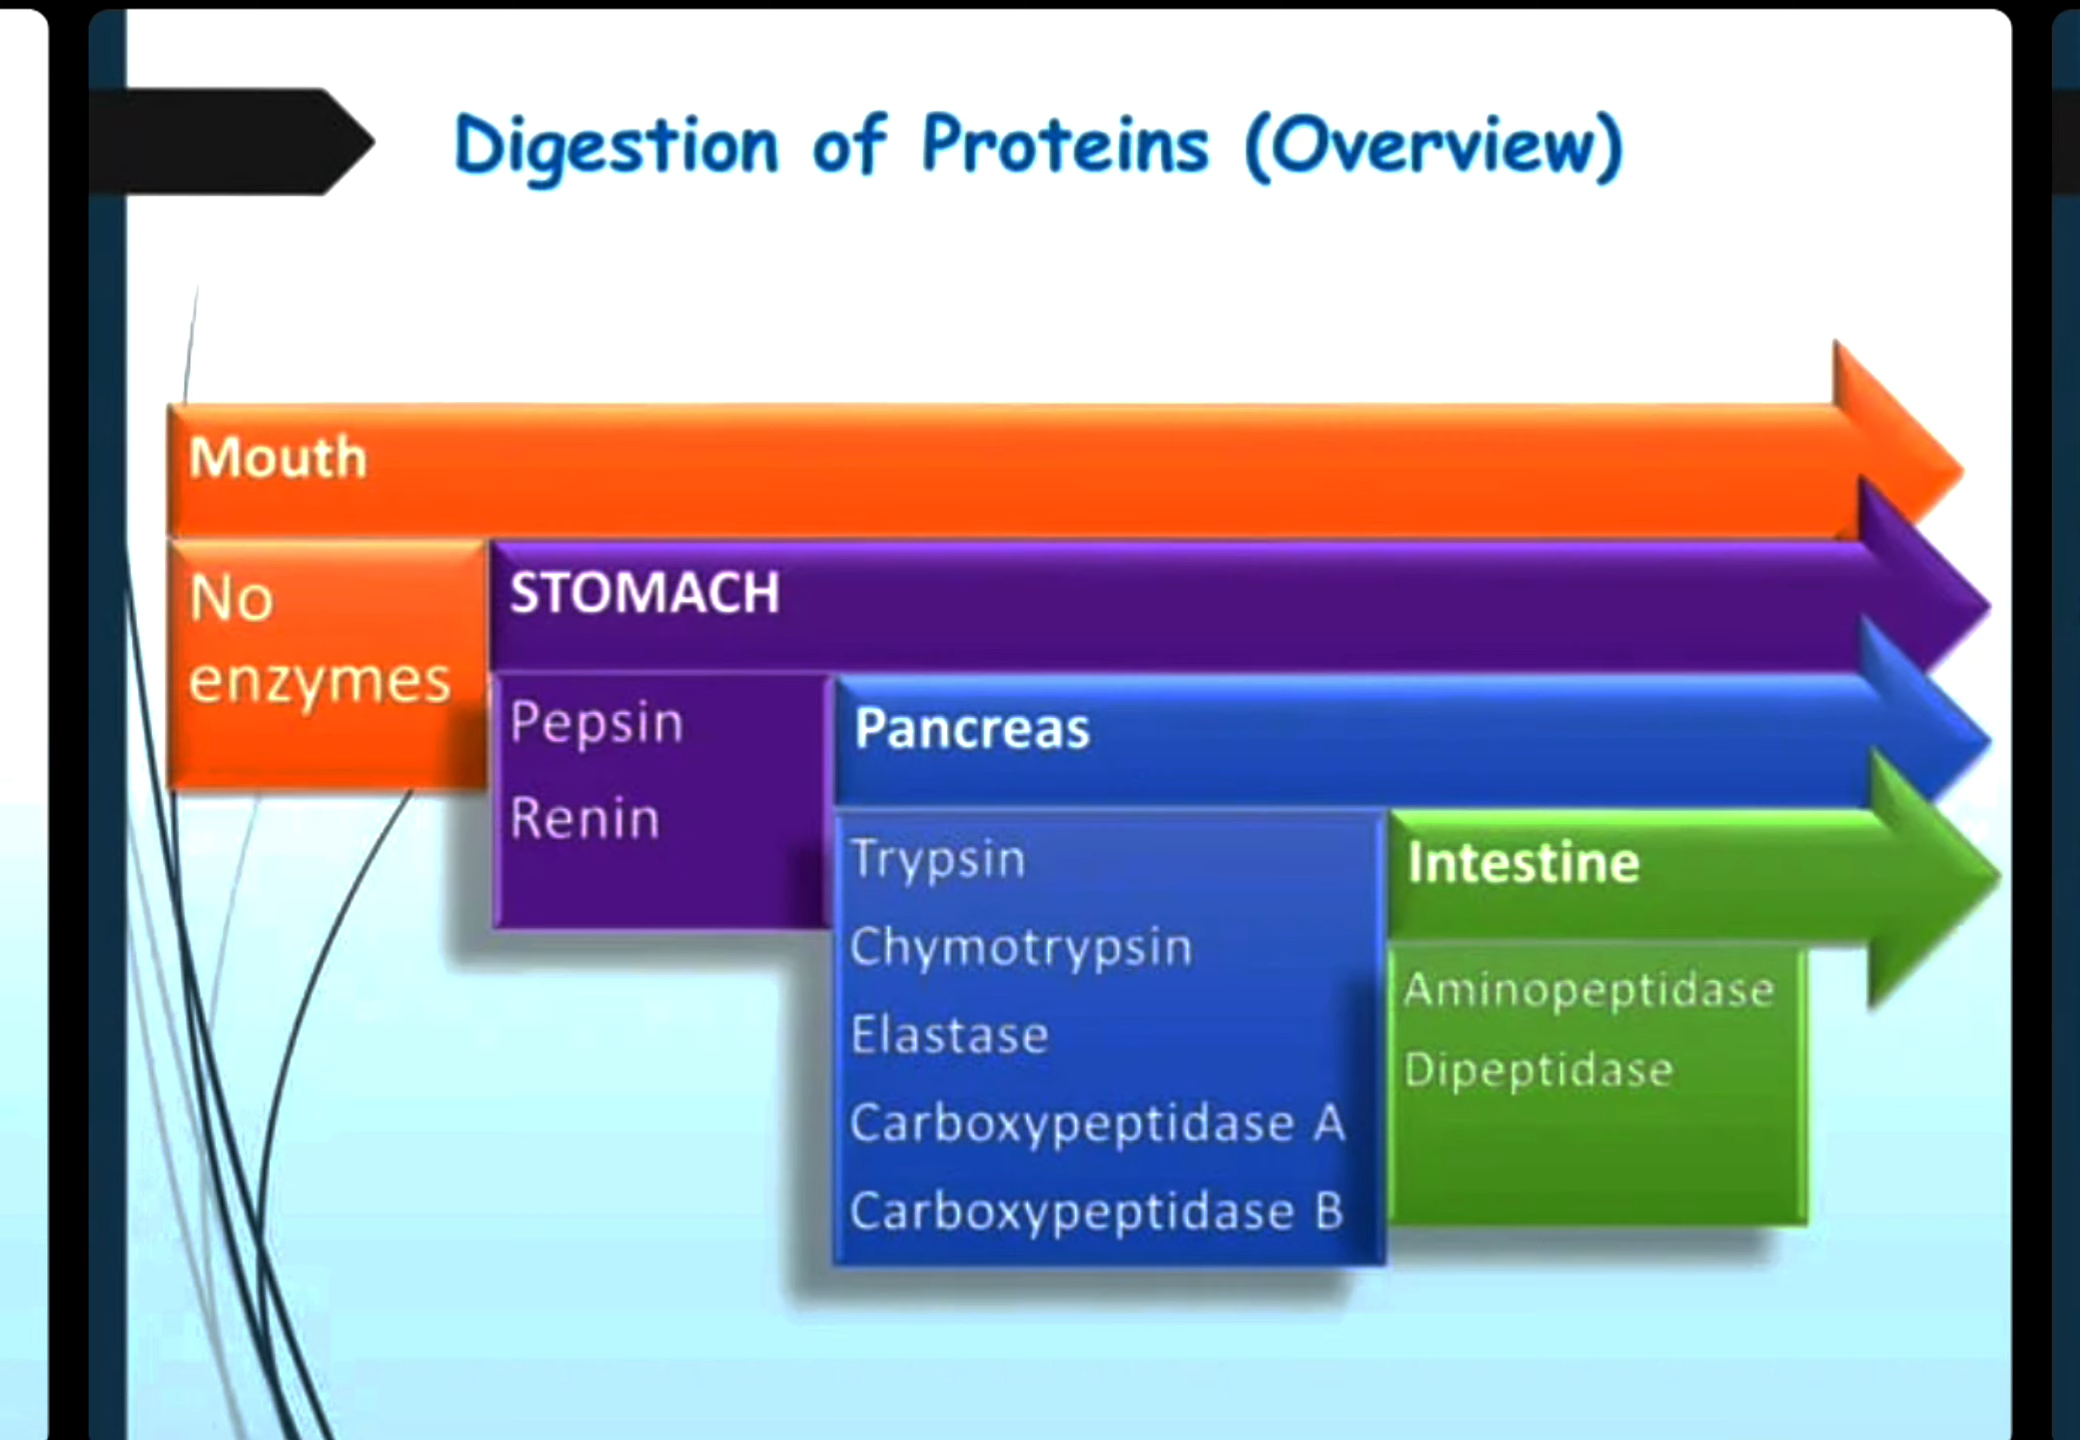 Digestion of Proteins (Overview)
Mouth
No
enzymes
STOMACH
Pepsin
Renin
Pancreas
Trypsin
Chymotrypsin
Elastase
Carboxypeptidase A
Carboxypeptidase B
Intestine
Aminopeptidase
Dipeptidase